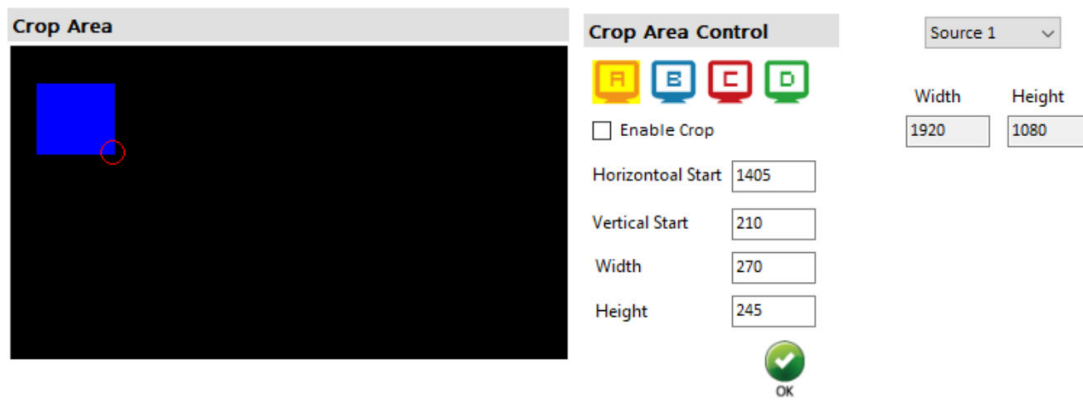 Crop Area
Crop Area Control
Source 1
A B C D
Width Height
1920 1080
Enable Crop
Horizontoal Start 1405
Vertical Start 210
Width 270
Height 245
OK